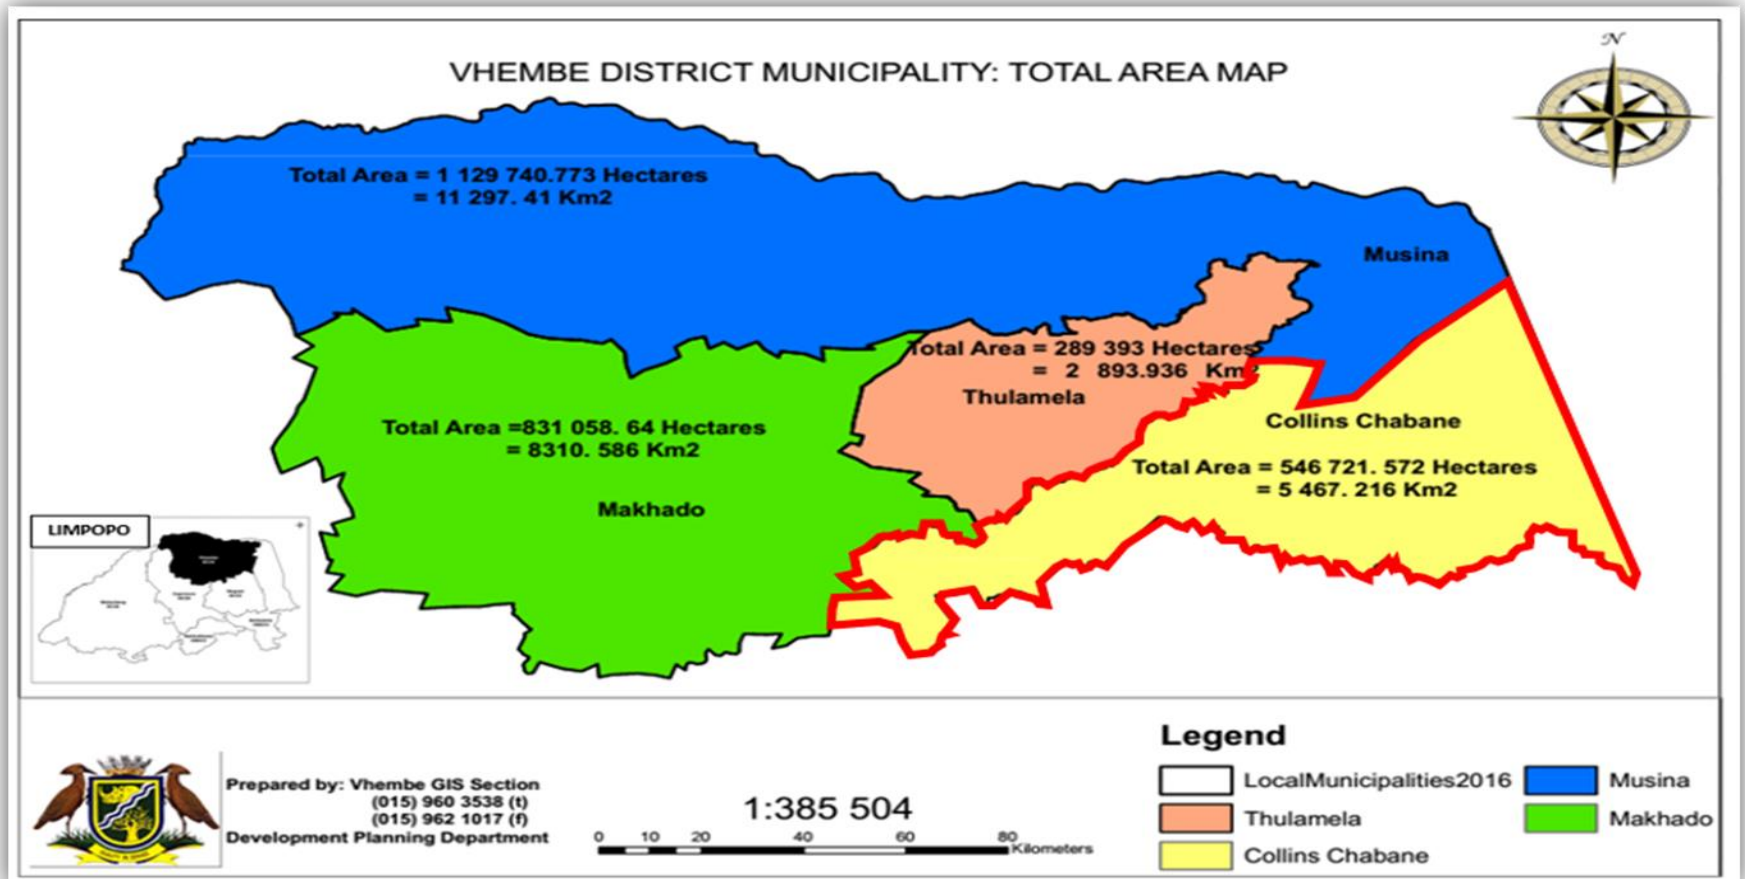 N
VHEMBE DISTRICT MUNICIPALITY: TOTAL AREA MAP
Total Area = 1 129 740.773 Hectares
= 11 297. 41 Km2
Musina
Total Area = 289 393 Hectares
= 2 893.936 Km2
Thulamela
Collins Chabane
Total Area =831 058. 64 Hectares
= 8310. 586 Km2
Total Area = 546 721. 572 Hectares
= 5 467. 216 Km2
Makhado
LIMPOPO
Legend
LocalMunicipalities2016
Musina
Thulamela
Makhado
Collins Chabane
Prepared by: Vhembe GIS Section
(015) 960 3538 (t)
(015) 962 1017 (f)
Development Planning Department
1:385 504
0 10 20 40 60 80
Kilometers